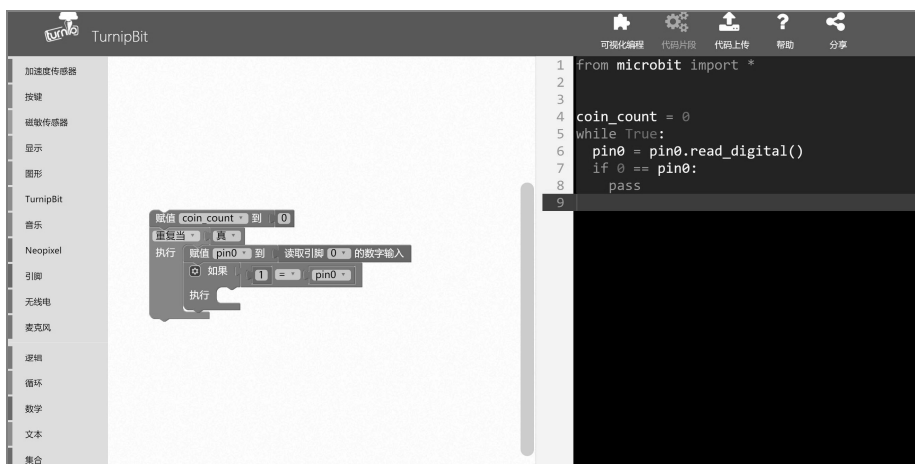 turnip TurnipBit
可视化编程 代码片段 代码上传 帮助 分享
加速度传感器
按键
磁敏传感器
显示
图形
TurnipBit
音乐
Neopixel
引脚
无线电
麦克风
逻辑
循环
数学
文本
集合
赋值 coin_count 到 0
重复当 真
执行 赋值 pin0 到 读取引脚 0 的数字输入
如果 1 = pin0
执行
1 from microbit import *
2
3
4 coin_count = 0
5 while True:
6 pin0 = pin0.read_digital()
7 if 0 == pin0:
8 pass
9